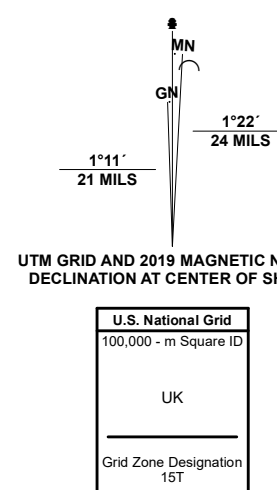 MN
GN
1°22´
24 MILS
1°11´
21 MILS
UTM GRID AND 2019 MAGNETIC
DECLINATION AT CENTER OF
U.S. National Grid
100,000 - m Square ID
UK
Grid Zone Designation
15T